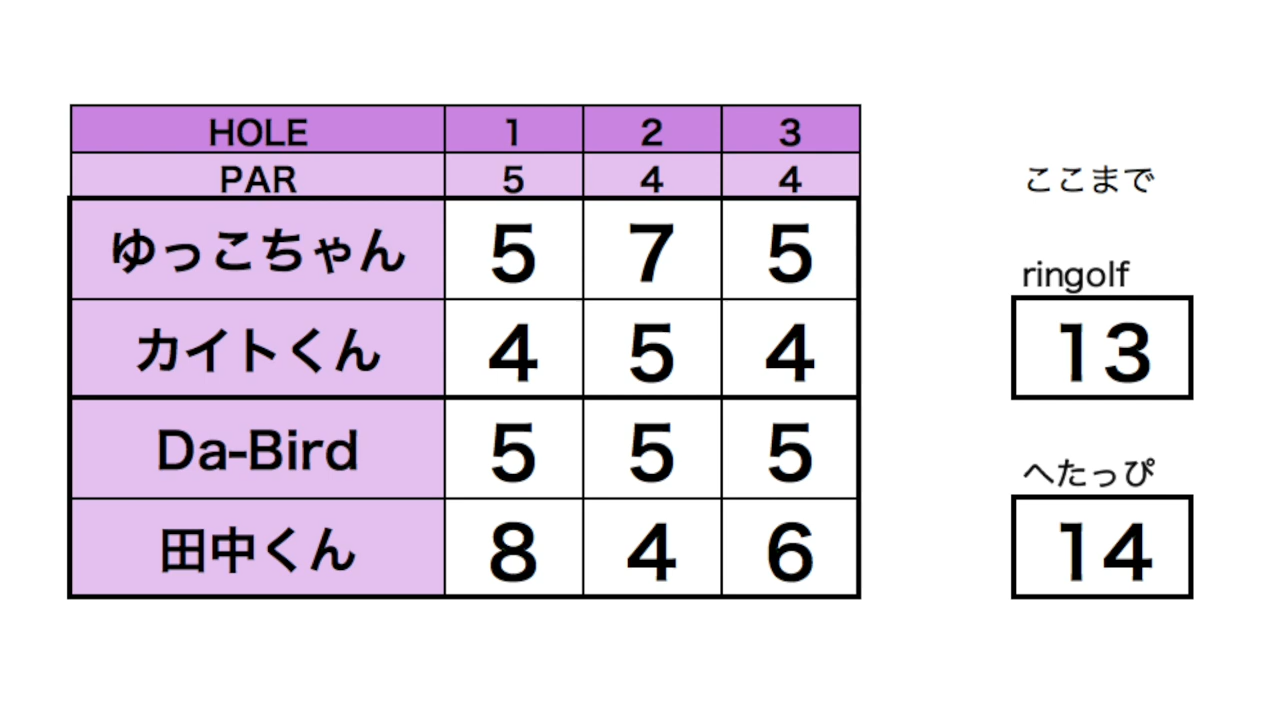 HOLE 1 2 3
PAR 5 4 4
ここまで
ゆっこちゃん 5 7 5
ringolf
カイトくん 4 5 4
13
Da-Bird 5 5 5
へたっぴ
田中くん 8 4 6
14